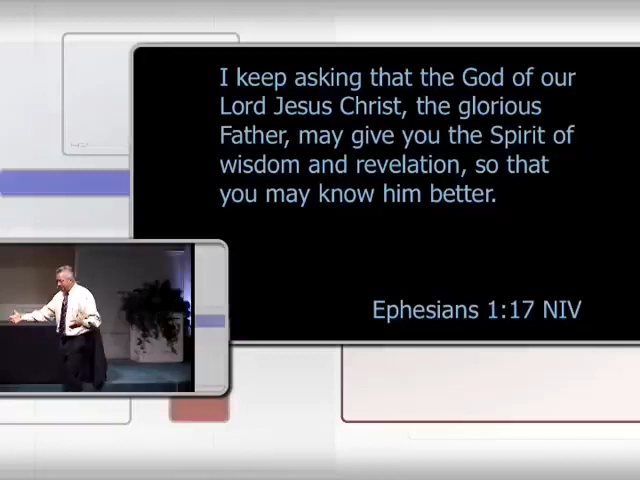 I keep asking that the God of our
Lord Jesus Christ, the glorious
Father, may give you the Spirit of
wisdom and revelation, so that
you may know him better.
Ephesians 1:17 NIV